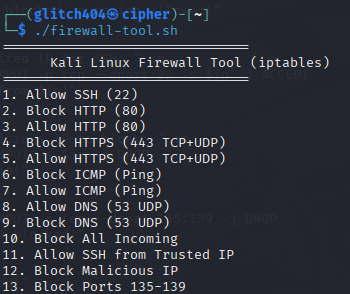 ┌──(glitch404㉿cipher)-[~]
└─$ ./firewall-tool.sh
═══════════════════════════════
Kali Linux Firewall Tool (iptables)
═══════════════════════════════
1. Allow SSH (22)
2. Block HTTP (80)
3. Allow HTTP (80)
4. Block HTTPS (443 TCP+UDP)
5. Allow HTTPS (443 TCP+UDP)
6. Block ICMP (Ping)
7. Allow ICMP (Ping)
8. Allow DNS (53 UDP)
9. Block DNS (53 UDP)
10. Block All Incoming
11. Allow SSH from Trusted IP
12. Block Malicious IP
13. Block Ports 135-139